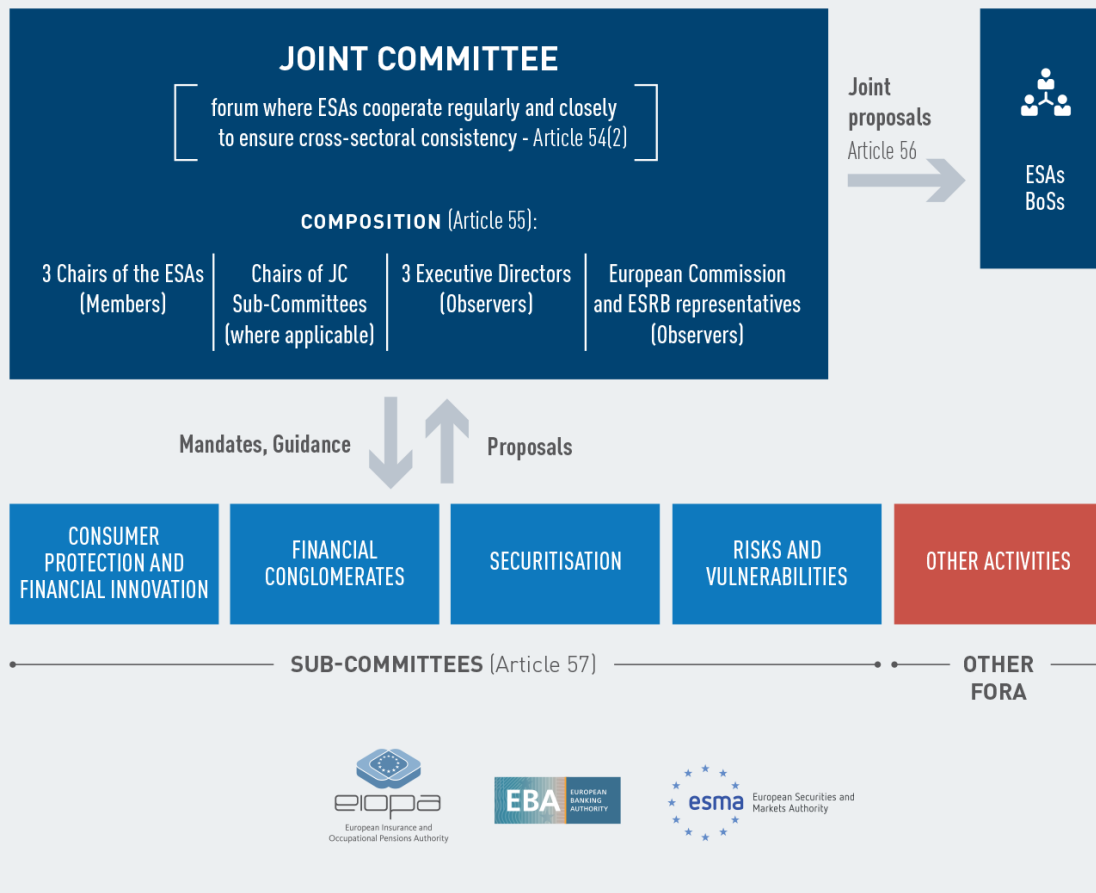 JOINT COMMITTEE
forum where ESAs cooperate regularly and closely
to ensure cross-sectoral consistency - Article 54(2)
COMPOSITION (Article 55):
3 Chairs of the ESAs
(Members)
Chairs of JC
Sub-Committees
(where applicable)
3 Executive Directors
(Observers)
European Commission
and ESRB representatives
(Observers)
Joint
proposals
Article 56
ESAs
BoSs
Mandates, Guidance
Proposals
CONSUMER
PROTECTION AND
FINANCIAL INNOVATION
FINANCIAL
CONGLOMERATES
SECURITISATION
RISKS AND
VULNERABILITIES
OTHER ACTIVITIES
SUB-COMMITTEES (Article 57)
OTHER
FORA
eiopa
European Insurance and
Occupational Pensions Authority
EBA
EUROPEAN
BANKING
AUTHORITY
esma
European Securities and
Markets Authority